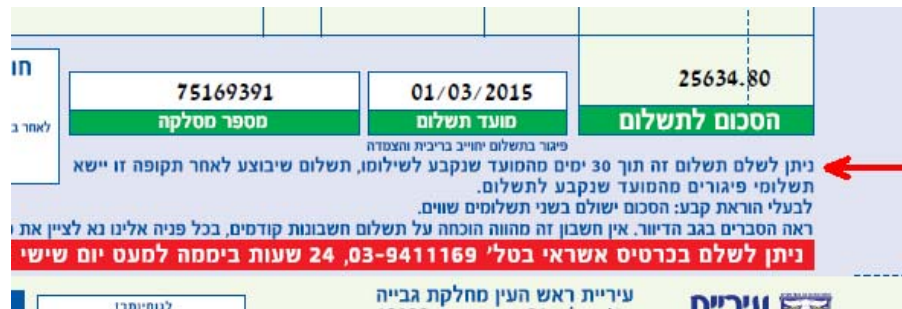 חו
לאחר ב
25634.80
01/03/2015
75169391
הסכום לתשלום
מועד תשלום
מספר מסלקה
פיגור בתשלום יחוייב בריבית והצמדה
ניתן לשלם תשלום זה תוך 30 ימים מהמועד שנקבע לשילומו, תשלום שיבוצע לאחר תקופה זו יישא
תשלומי פיגורים מהמועד שנקבע לתשלום.
לבעלי הוראת קבע: הסכום ישולם בשני תשלומים שווים.
ראה הסברים בגב הדיוור. אין חשבון זה מהווה הוכחה על תשלום חשבונות קודמים, בכל פניה אלינו נא לציין את
ניתן לשלם בכרטיס אשראי בטל' 03-9411169, 24 שעות ביממה למעט יום שישי
עיריית ראש העין מחלקת גבייה
עיריית